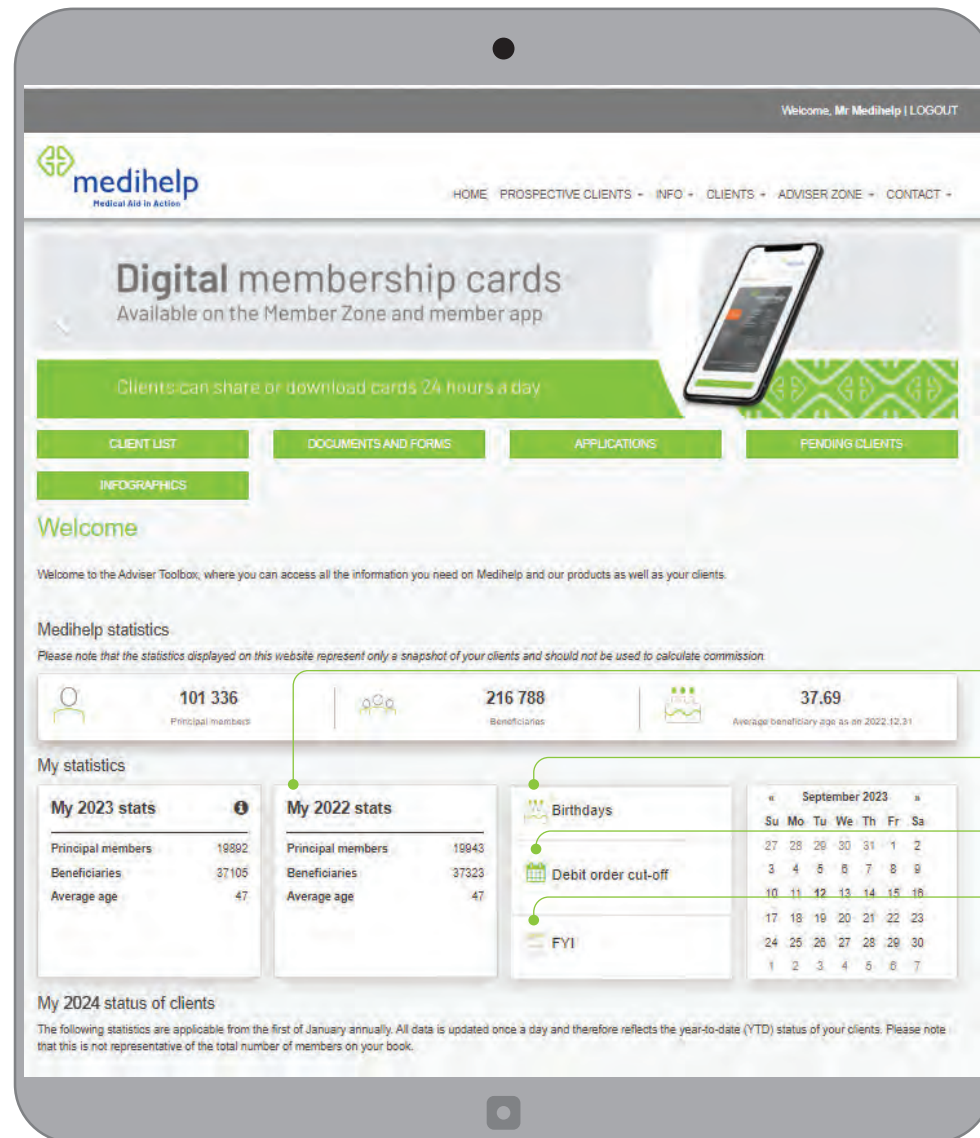 Welcome, Mr Medihelp | LOGOUT
medihelp
Medical Aid in Action
HOME PROSPECTIVE CLIENTS INFO CLIENTS ADVISER ZONE CONTACT
Digital membership cards
Available on the Member Zone and member app
Clients can share or download cards 24 hours a day
CLIENT LIST DOCUMENTS AND FORMS APPLICATIONS PENDING CLIENTS
INFOGRAPHICS
Welcome
Welcome to the Adviser Toolbox, where you can access all the information you need on Medihelp and our products as well as your clients.
Medihelp statistics
Please note that the statistics displayed on this website represent only a snapshot of your clients and should not be used to calculate commission.
101 336
Principal members
216 788
Beneficiaries
37.69
Average beneficiary age as on 2022.12.31
My statistics
My 2023 stats
Principal members 19892
Beneficiaries 37105
Average age 47
My 2022 stats
Principal members 19943
Beneficiaries 37323
Average age 47
Birthdays
Debit order cut-off
FYI
« September 2023 »
Su Mo Tu We Th Fr Sa
27 28 29 30 31 1 2
3 4 5 6 7 8 9
10 11 12 13 14 15 16
17 18 19 20 21 22 23
24 25 26 27 28 29 30
1 2 3 4 5 6 7
My 2024 status of clients
The following statistics are applicable from the first of January annually. All data is updated once a day and therefore reflects the year-to-date (YTD) status of your clients. Please note
that this is not representative of the total number of members on your book.